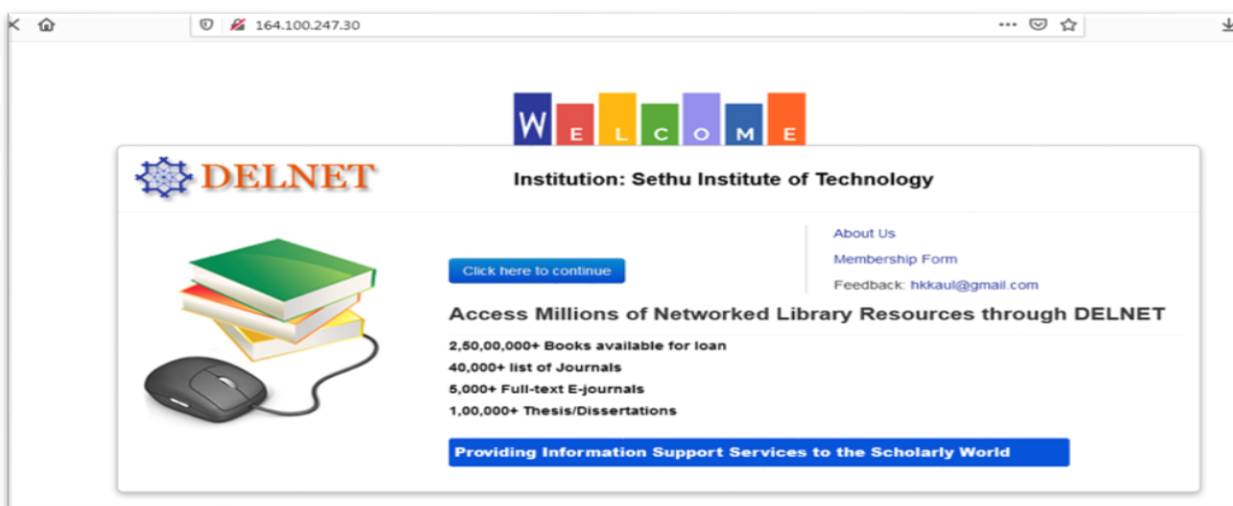 164.100.247.30
WELCOME
DELNET
Institution: Sethu Institute of Technology
About Us
Click here to continue
Membership Form
Feedback: hkkaul@gmail.com
Access Millions of Networked Library Resources through DELNET
2,50,00,000+ Books available for loan
40,000+ list of Journals
5,000+ Full-text E-journals
1,00,000+ Thesis/Dissertations
Providing Information Support Services to the Scholarly World